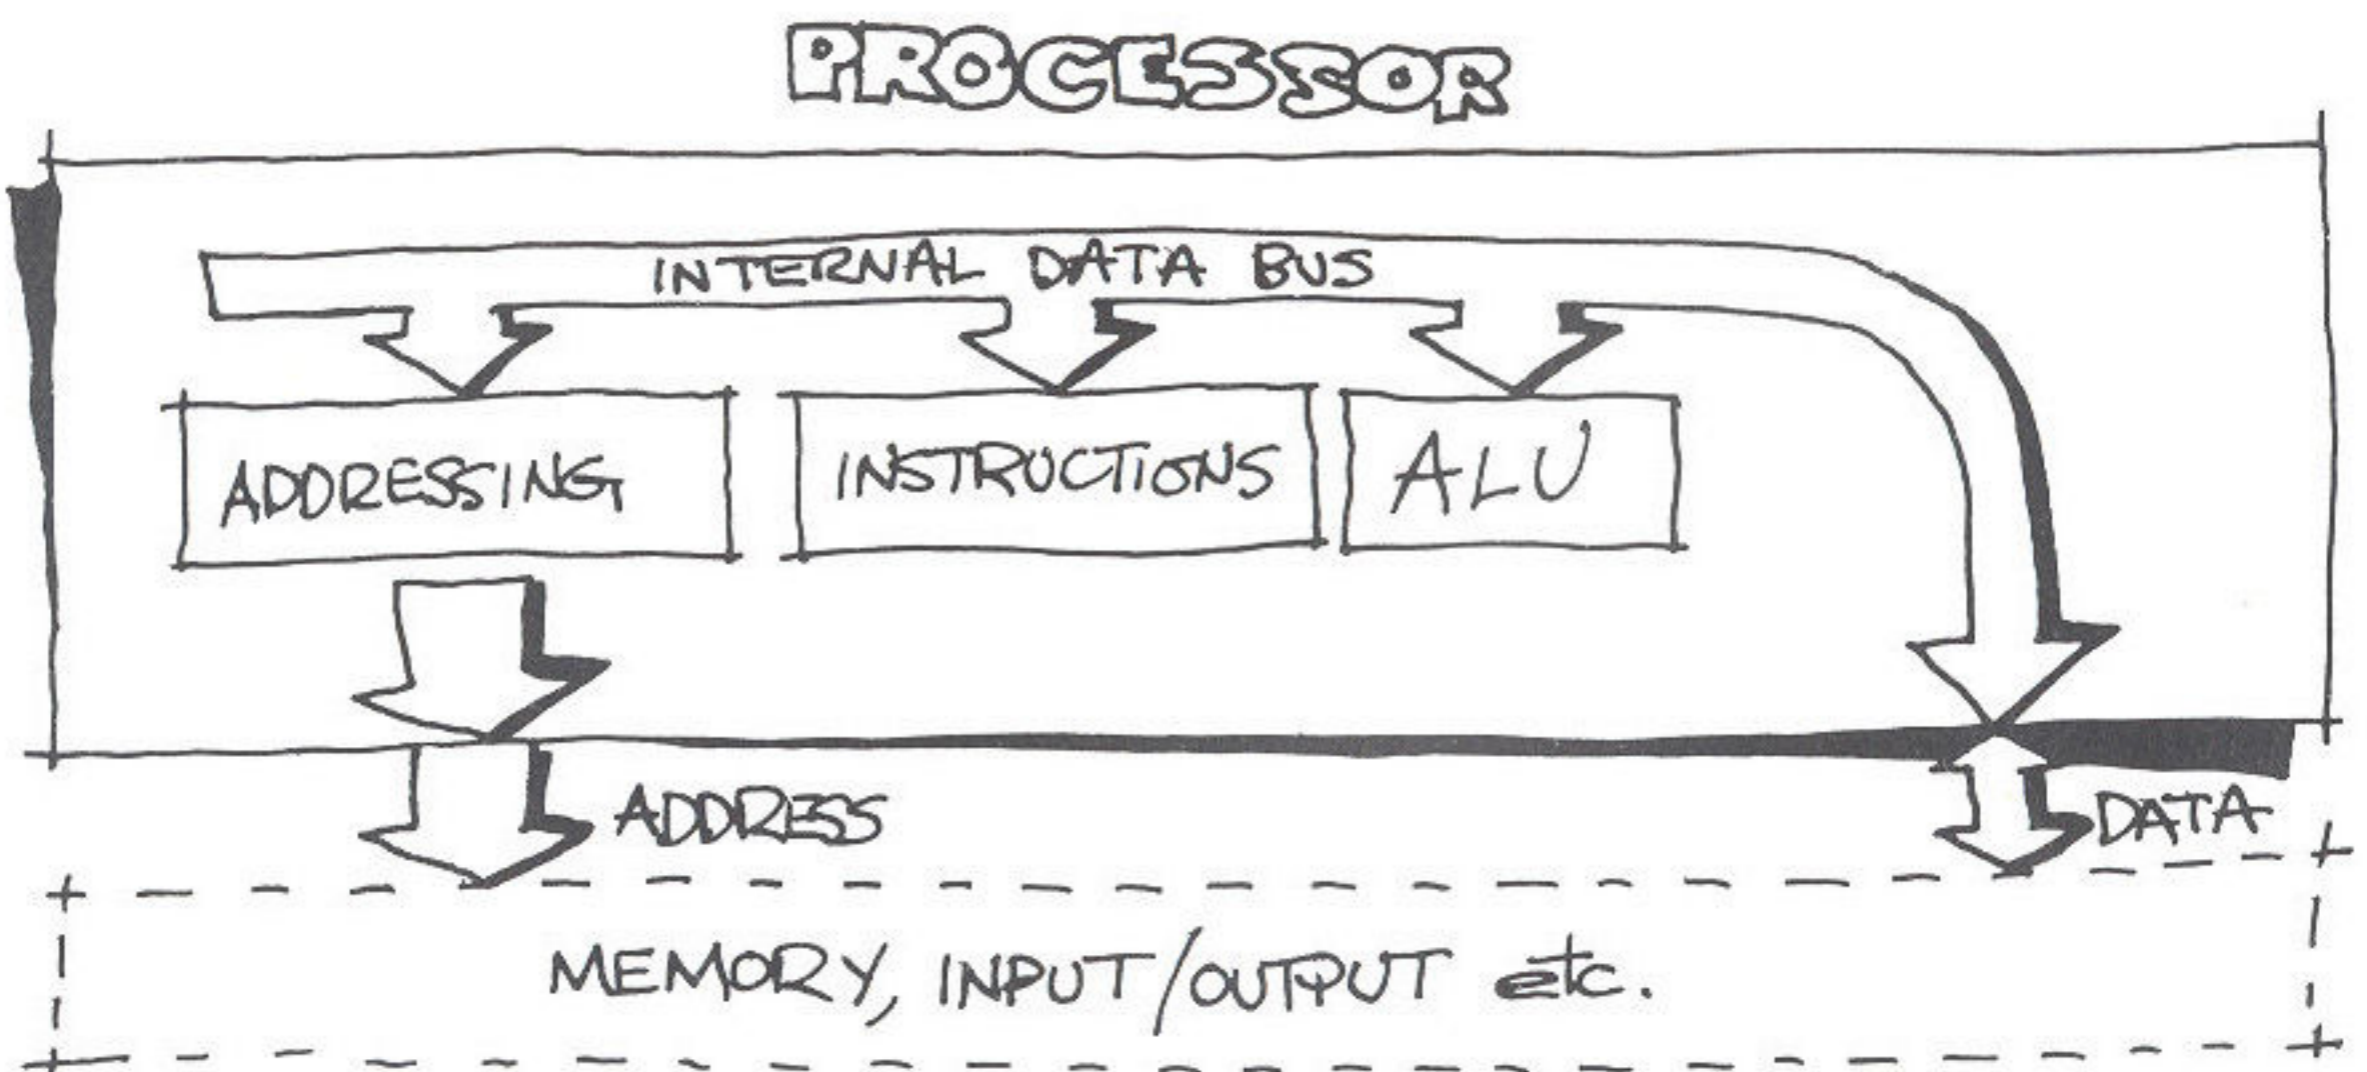 PROCESSOR
INTERNAL DATA BUS
ADDRESSING
INSTRUCTIONS
ALU
ADDRESS
DATA
MEMORY, INPUT/OUTPUT etc.